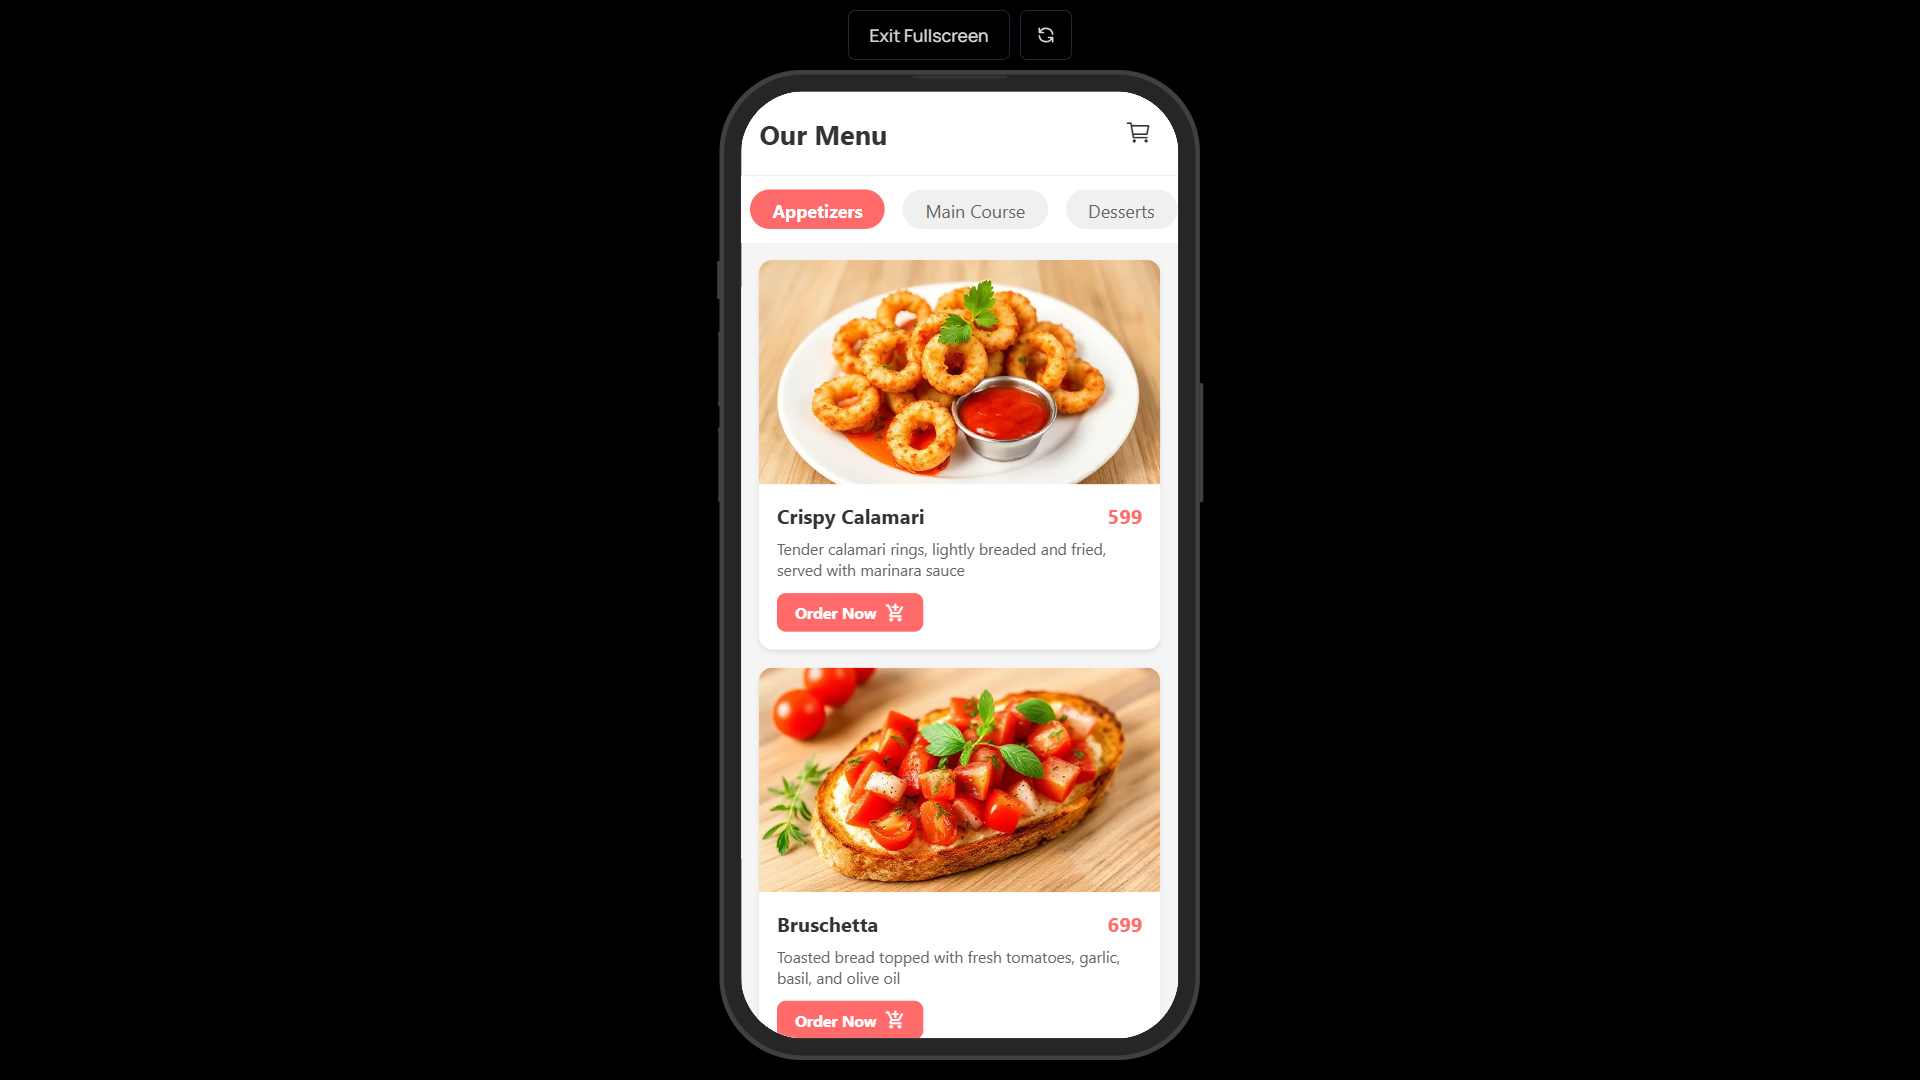 Exit Fullscreen
Our Menu
Appetizers
Main Course
Desserts
Crispy Calamari
599
Tender calamari rings, lightly breaded and fried,
served with marinara sauce
Order Now
Bruschetta
699
Toasted bread topped with fresh tomatoes, garlic,
basil, and olive oil
Order Now